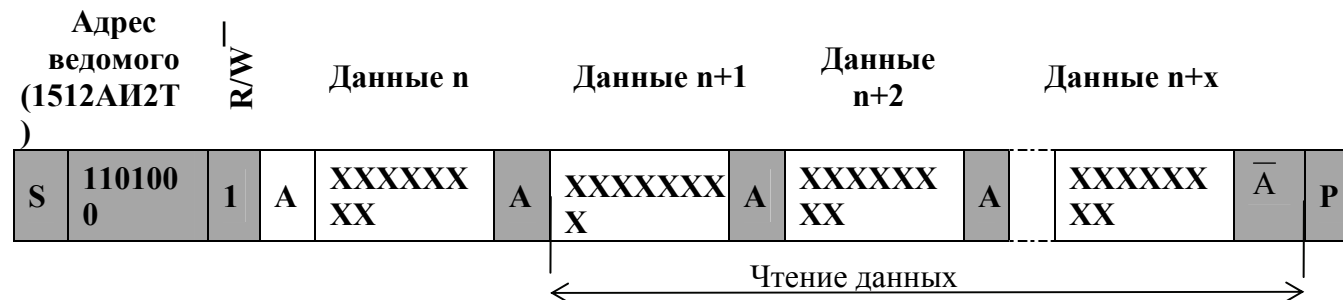 Адрес
ведомого
(1512АИ2Т
)
R/W̅
Данные n
Данные n+1
Данные
n+2
Данные n+x
S
110100
0
1
A
XXXXXX
XX
A
XXXXXXXX
X
A
XXXXXX
XX
A
XXXXXX
XX
A̅
P
Чтение данных